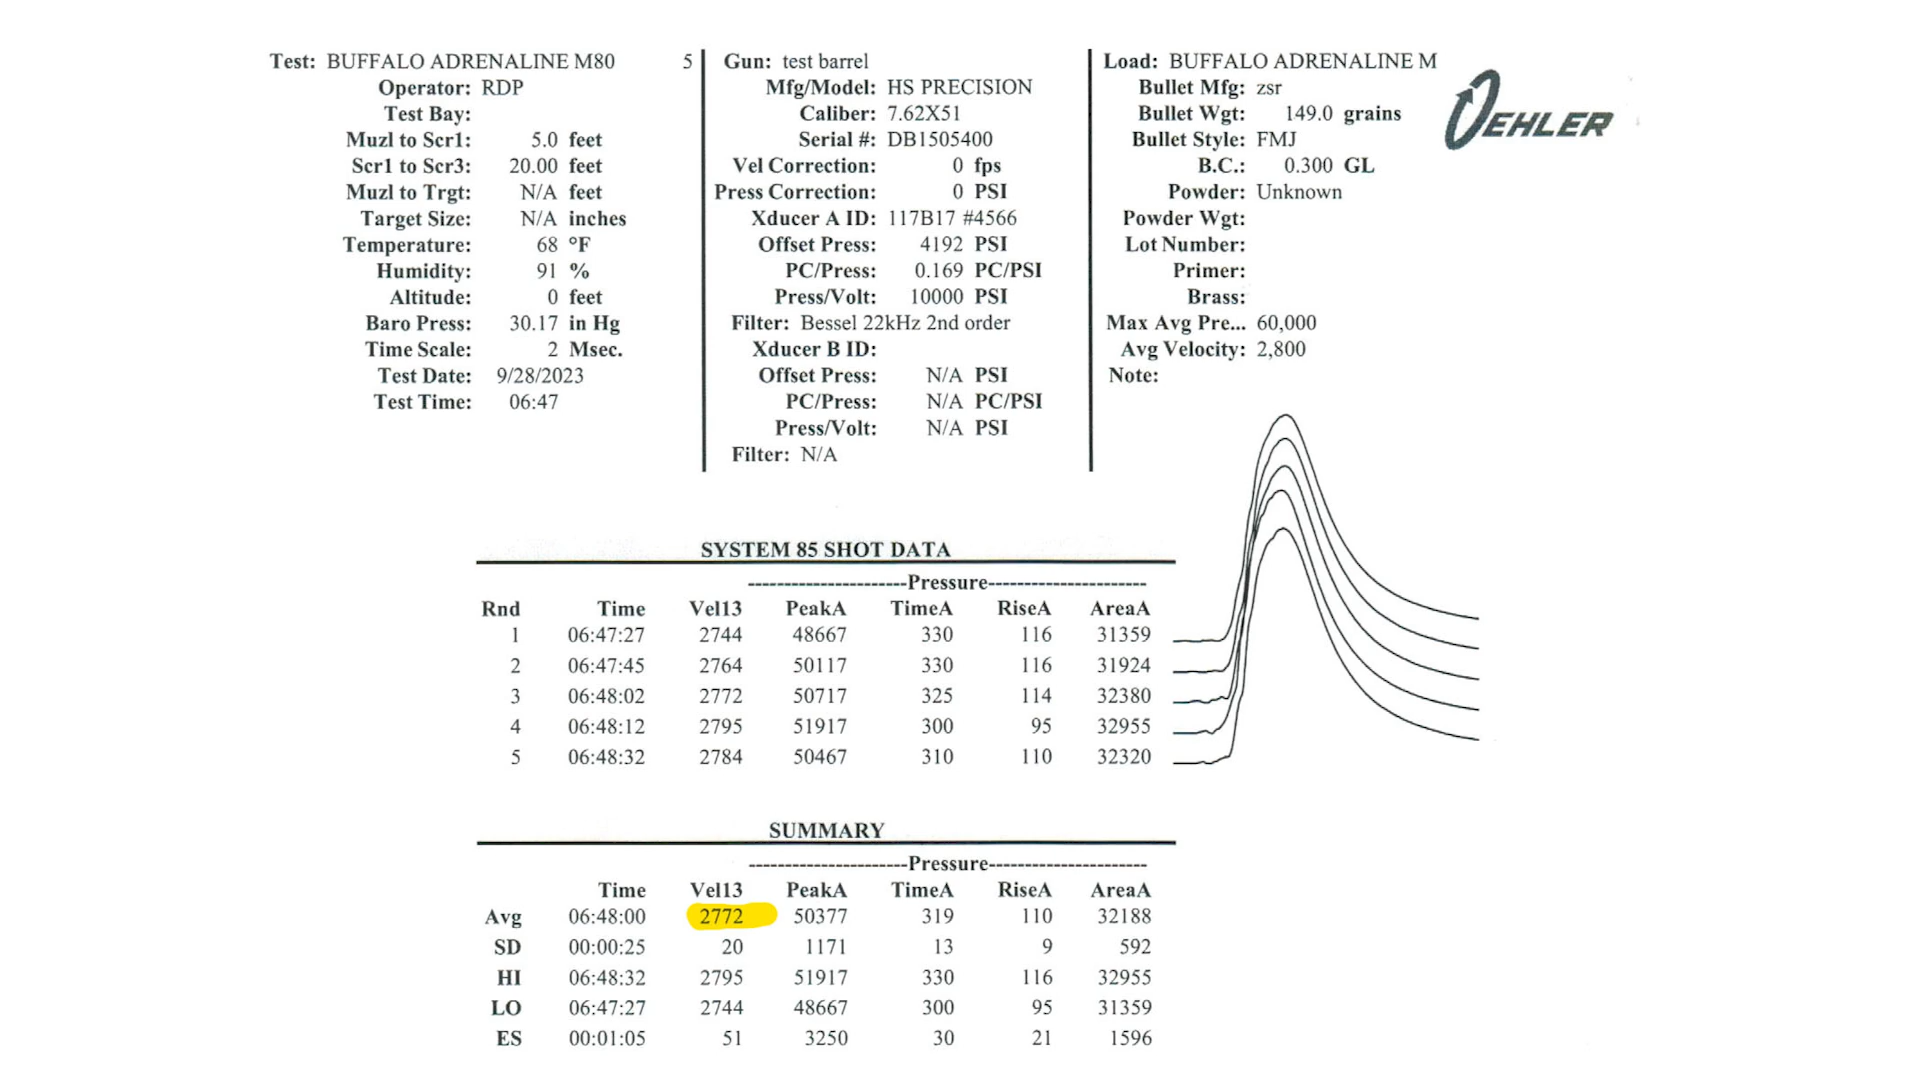 Test: BUFFALO ADRENALINE M80 5
Operator: RDP
Test Bay:
Muzl to Scr1: 5.0 feet
Scr1 to Scr3: 20.00 feet
Muzl to Trgt: N/A feet
Target Size: N/A inches
Temperature: 68 °F
Humidity: 91 %
Altitude: 0 feet
Baro Press: 30.17 in Hg
Time Scale: 2 Msec.
Test Date: 9/28/2023
Test Time: 06:47
Gun: test barrel
Mfg/Model: HS PRECISION
Caliber: 7.62X51
Serial #: DB1505400
Vel Correction: 0 fps
Press Correction: 0 PSI
Xducer A ID: 117B17 #4566
Offset Press: 4192 PSI
PC/Press: 0.169 PC/PSI
Press/Volt: 10000 PSI
Filter: Bessel 22kHz 2nd order
Xducer B ID:
Offset Press: N/A PSI
PC/Press: N/A PC/PSI
Press/Volt: N/A PSI
Filter: N/A
Load: BUFFALO ADRENALINE M
Bullet Mfg: zsr
Bullet Wgt: 149.0 grains
Bullet Style: FMJ
B.C.: 0.300 GL
Powder: Unknown
Powder Wgt:
Lot Number:
Primer:
Brass:
Max Avg Pre... 60,000
Avg Velocity: 2,800
Note:
OEHLER
SYSTEM 85 SHOT DATA
----------------------Pressure----------------------
Rnd Time Vel13 PeakA TimeA RiseA AreaA
1 06:47:27 2744 48667 330 116 31359
2 06:47:45 2764 50117 330 116 31924
3 06:48:02 2772 50717 325 114 32380
4 06:48:12 2795 51917 300 95 32955
5 06:48:32 2784 50467 310 110 32320
SUMMARY
----------------------Pressure----------------------
Time Vel13 PeakA TimeA RiseA AreaA
Avg 06:48:00 2772 50377 319 110 32188
SD 00:00:25 20 1171 13 9 592
HI 06:48:32 2795 51917 330 116 32955
LO 06:47:27 2744 48667 300 95 31359
ES 00:01:05 51 3250 30 21 1596